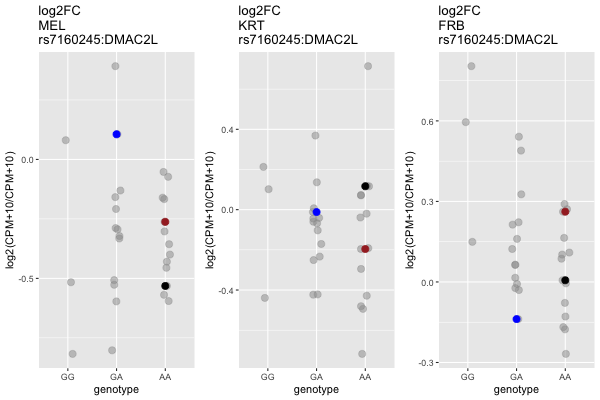 log2FC
MEL
rs7160245:DMAC2L
log2(CPM+10/CPM+10)
0.0
-0.5
GG GA AA
genotype
log2FC
KRT
rs7160245:DMAC2L
log2(CPM+10/CPM+10)
0.4
0.0
-0.4
GG GA AA
genotype
log2FC
FRB
rs7160245:DMAC2L
log2(CPM+10/CPM+10)
0.6
0.3
0.0
-0.3
GG GA AA
genotype